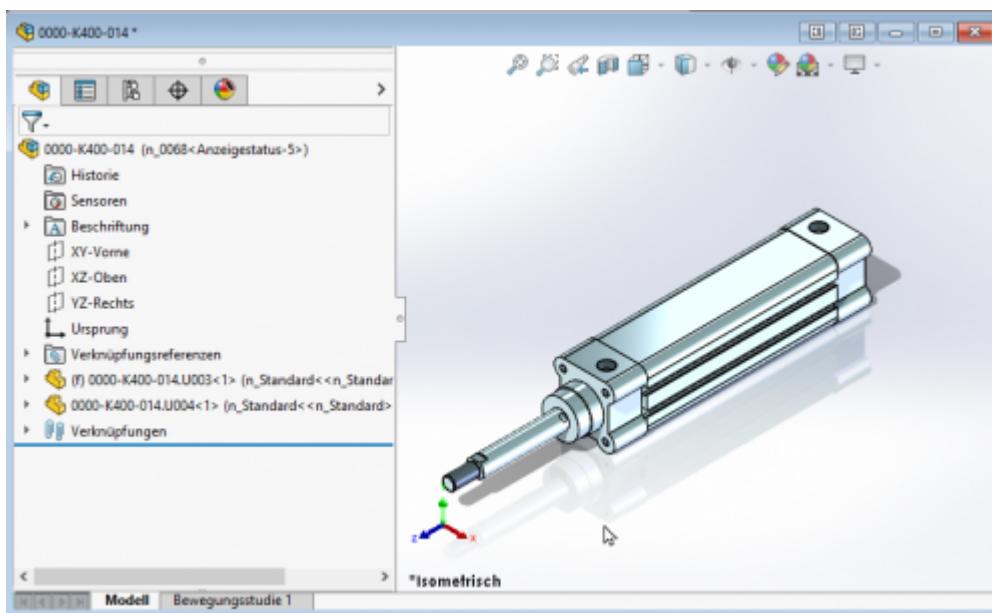 0000-K400-014 *
0000-K400-014 (n_0068<Anzeigestatus-5>)
Historie
Sensoren
Beschriftung
XY-Vorne
XZ-Oben
YZ-Rechts
Ursprung
Verknüpfungsreferenzen
(f) 0000-K400-014.U003<1> (n_Standard<<n_Standar
0000-K400-014.U004<1> (n_Standard<<n_Standard>
Verknüpfungen
z
x
*Isometrisch
Modell
Bewegungsstudie 1